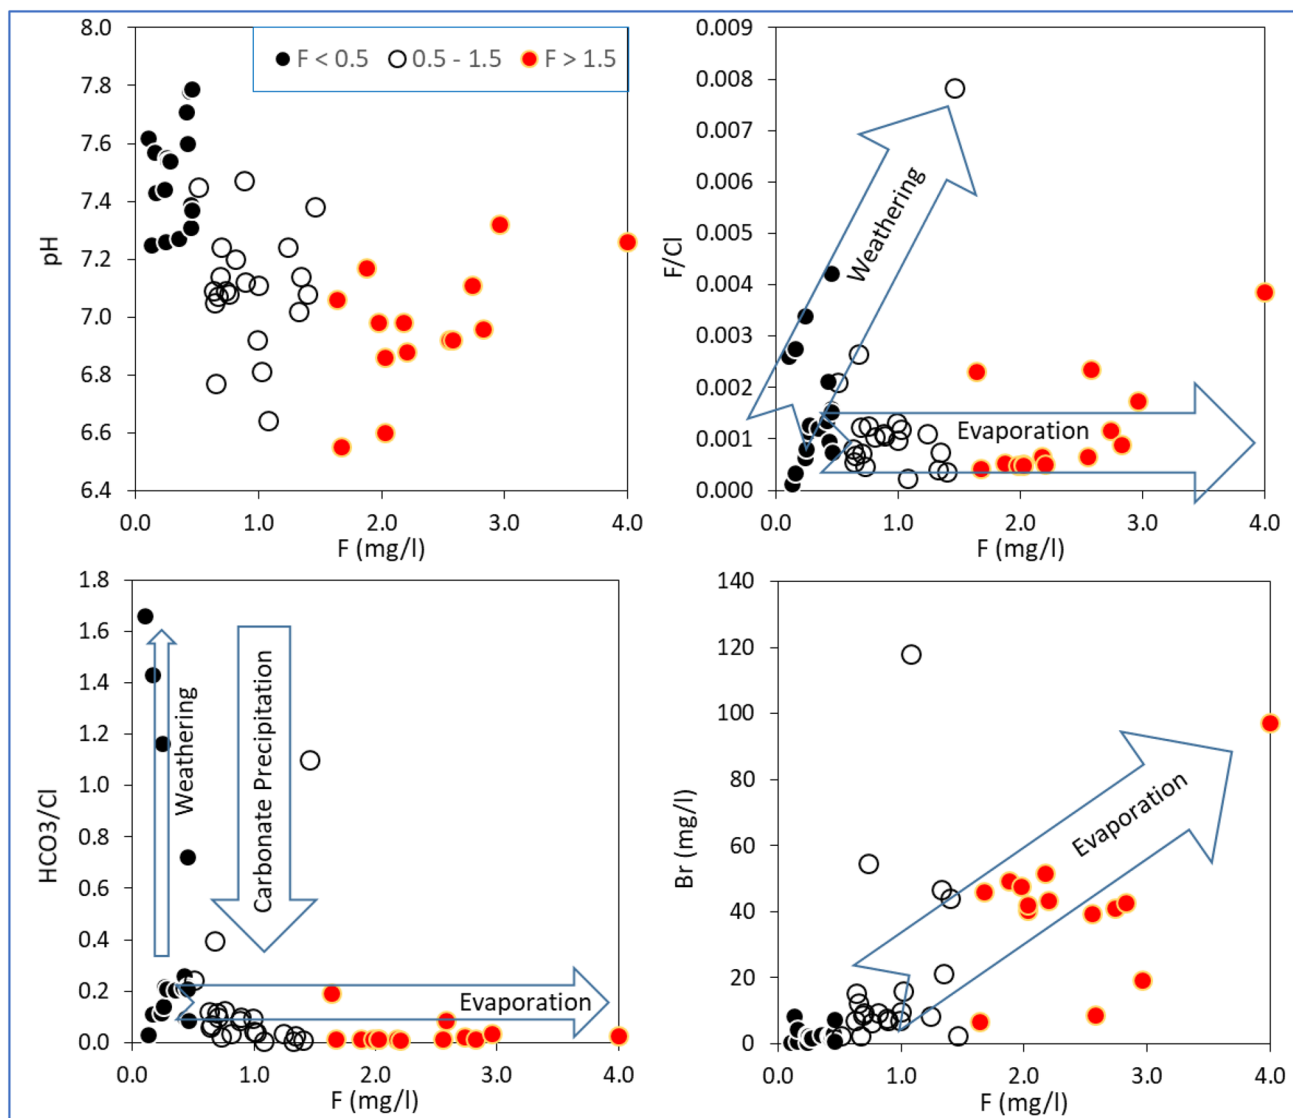 8.0
7.8
7.6
7.4
7.2
7.0
6.8
6.6
6.4
pH
F < 0.5 0.5 - 1.5 F > 1.5
0.0 1.0 2.0 3.0 4.0
F (mg/l)
0.009
0.008
0.007
0.006
0.005
0.004
0.003
0.002
0.001
0.000
F/Cl
Weathering
Evaporation
0.0 1.0 2.0 3.0 4.0
F (mg/l)
1.8
1.6
1.4
1.2
1.0
0.8
0.6
0.4
0.2
0.0
HCO3/Cl
Weathering
Carbonate Precipitation
Evaporation
0.0 1.0 2.0 3.0 4.0
F (mg/l)
140
120
100
80
60
40
20
0
Br (mg/l)
Evaporation
0.0 1.0 2.0 3.0 4.0
F (mg/l)